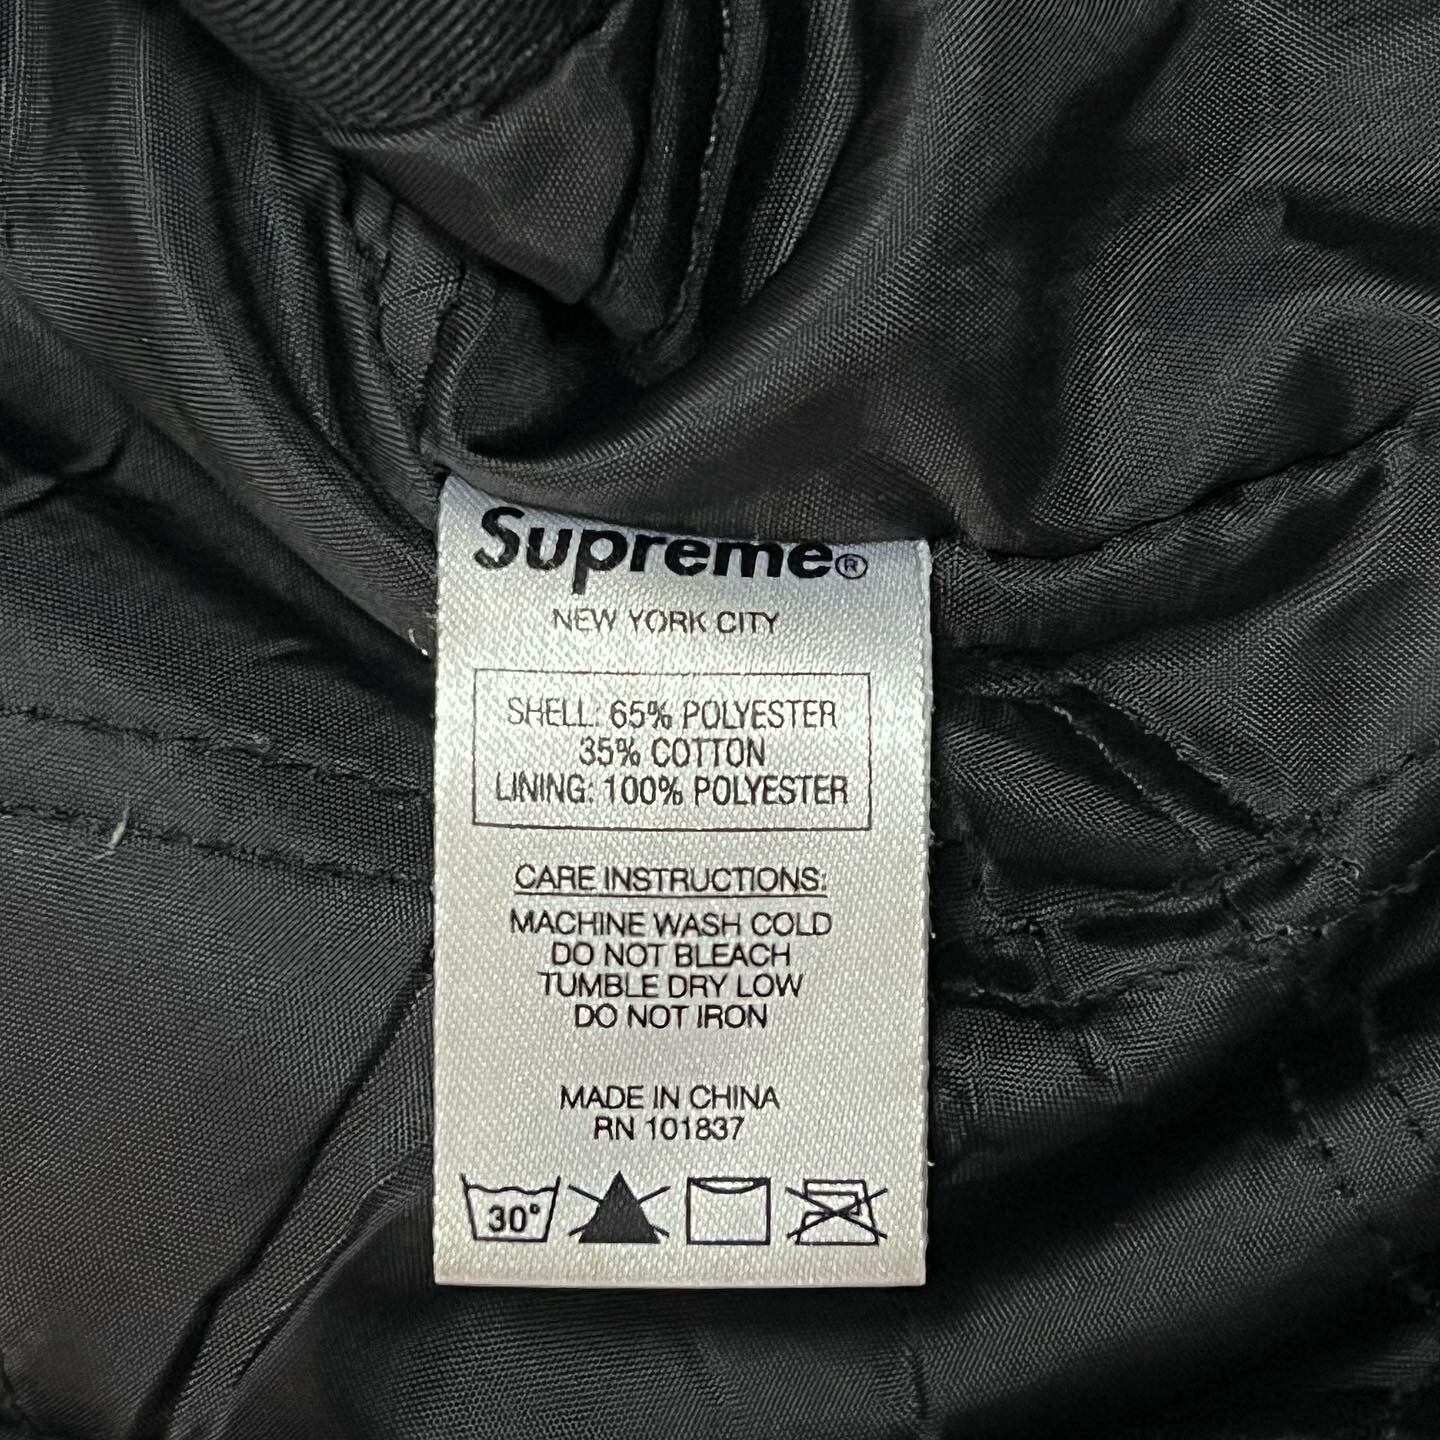 Supreme®
NEW YORK CITY
SHELL: 65% POLYESTER
35% COTTON
LINING: 100% POLYESTER
CARE INSTRUCTIONS:
MACHINE WASH COLD
DO NOT BLEACH
TUMBLE DRY LOW
DO NOT IRON
MADE IN CHINA
RN 101837
30°